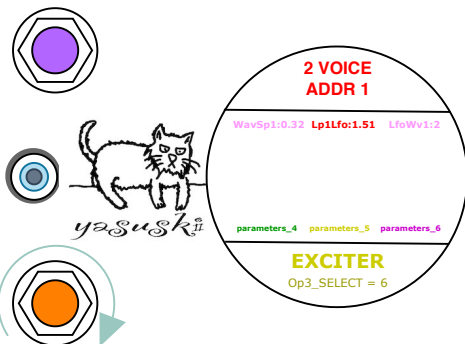 2 VOICE
ADDR 1
WavSp1:0.32 Lp1Lfo:1.51 LfoWv1:2
yasuski
parameters_4 parameters_5 parameters_6
EXCITER
Op3_SELECT = 6